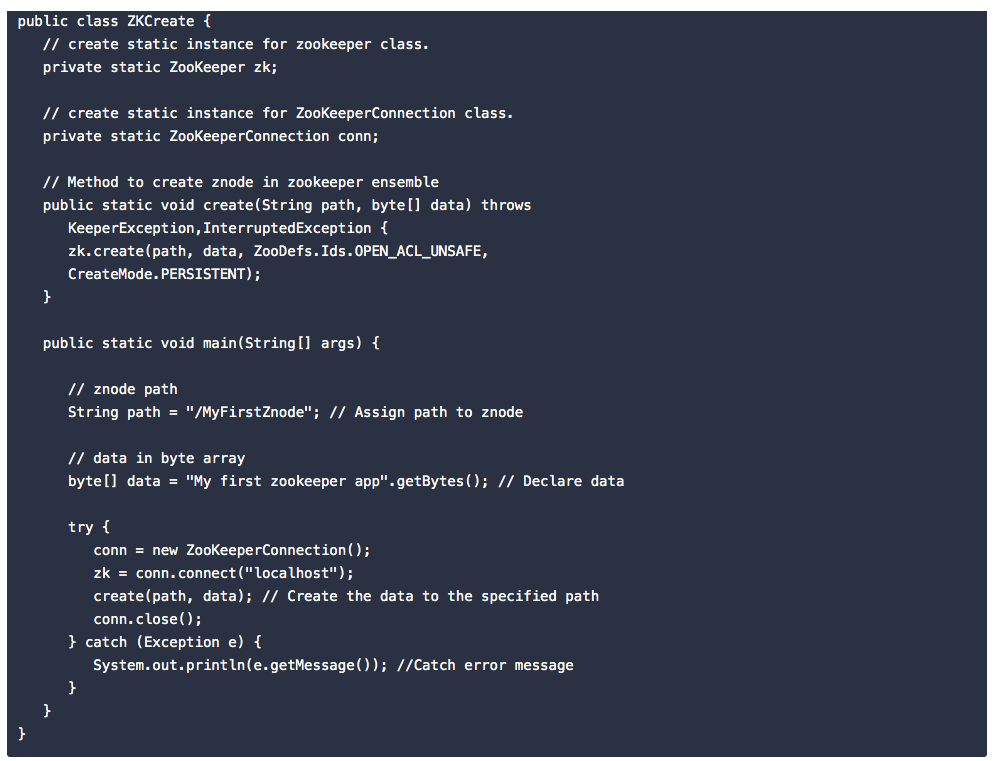 public class ZKCreate {
   // create static instance for zookeeper class.
   private static ZooKeeper zk;

   // create static instance for ZooKeeperConnection class.
   private static ZooKeeperConnection conn;

   // Method to create znode in zookeeper ensemble
   public static void create(String path, byte[] data) throws
      KeeperException,InterruptedException {
      zk.create(path, data, ZooDefs.Ids.OPEN_ACL_UNSAFE,
      CreateMode.PERSISTENT);
   }

   public static void main(String[] args) {

      // znode path
      String path = "/MyFirstZnode"; // Assign path to znode

      // data in byte array
      byte[] data = "My first zookeeper app".getBytes(); // Declare data

      try {
         conn = new ZooKeeperConnection();
         zk = conn.connect("localhost");
         create(path, data); // Create the data to the specified path
         conn.close();
      } catch (Exception e) {
         System.out.println(e.getMessage()); //Catch error message
      }
   }
}